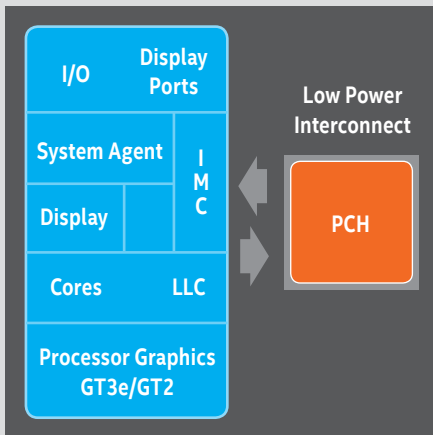 I/O
Display
Ports
System Agent
I
M
C
Display
Cores
LLC
Processor Graphics
GT3e/GT2
Low Power
Interconnect
PCH